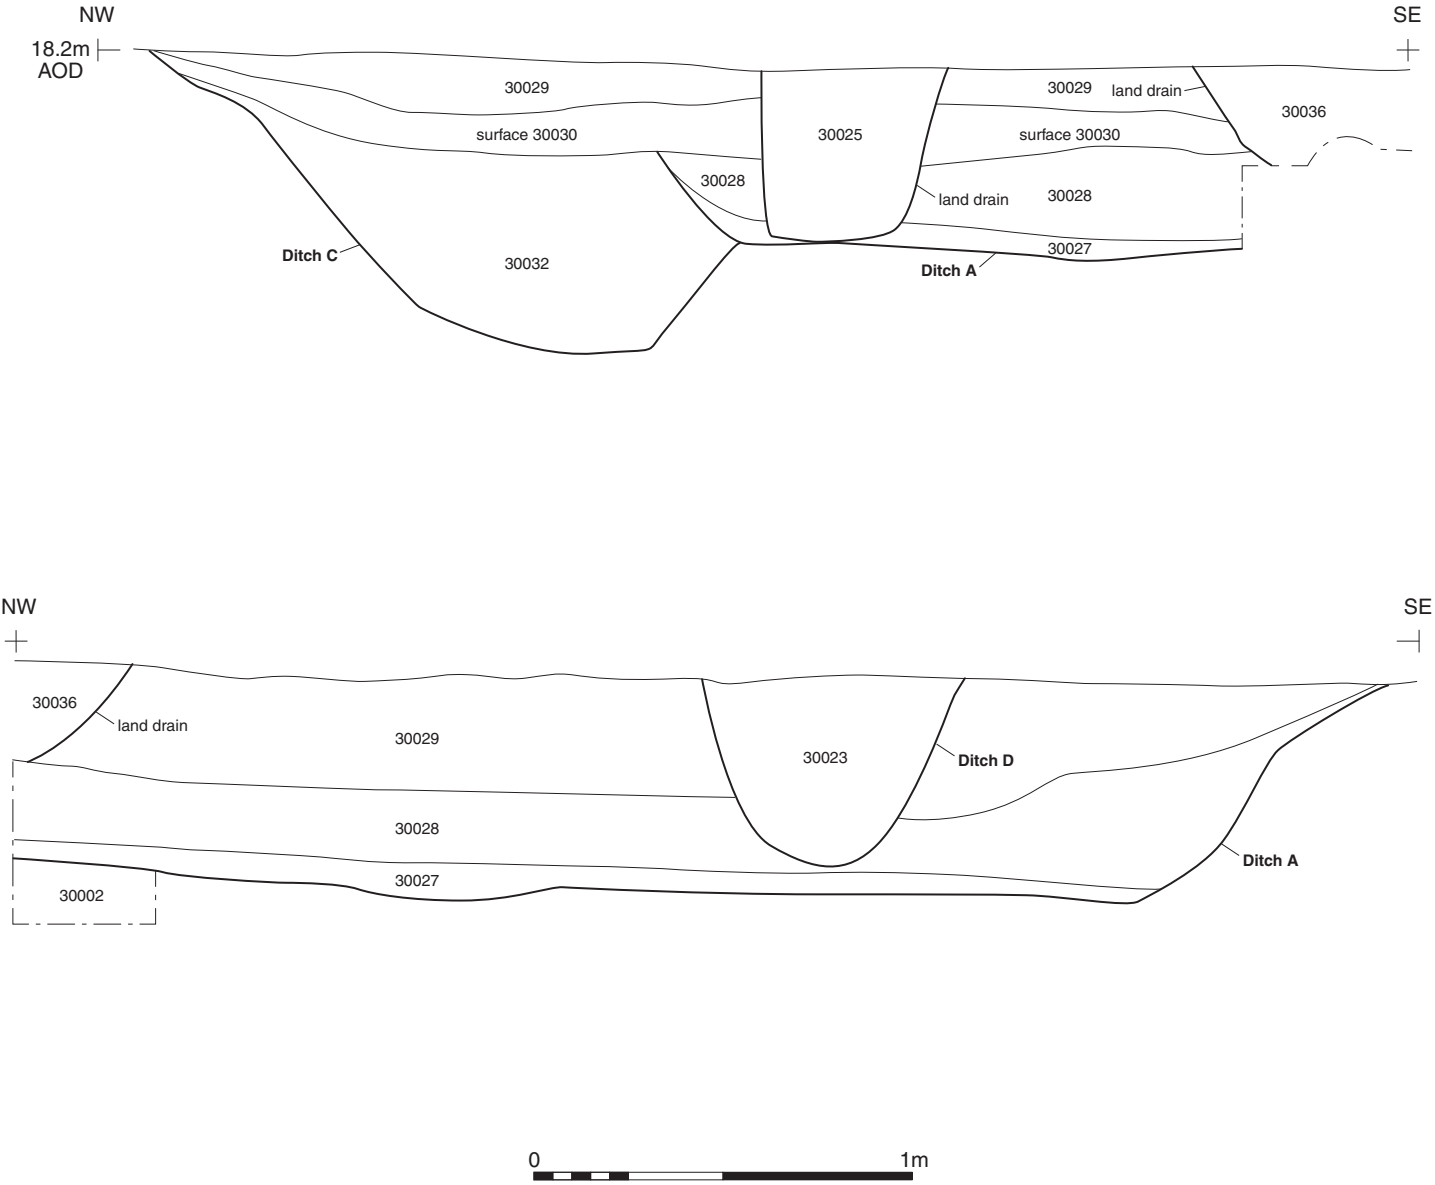 NW
SE
18.2m
AOD
30029
30029
land drain
30036
surface 30030
30025
surface 30030
30028
30028
land drain
Ditch C
30032
30027
Ditch A
NW
SE
30036
land drain
30029
30023
Ditch D
30028
Ditch A
30027
30002
0
1m